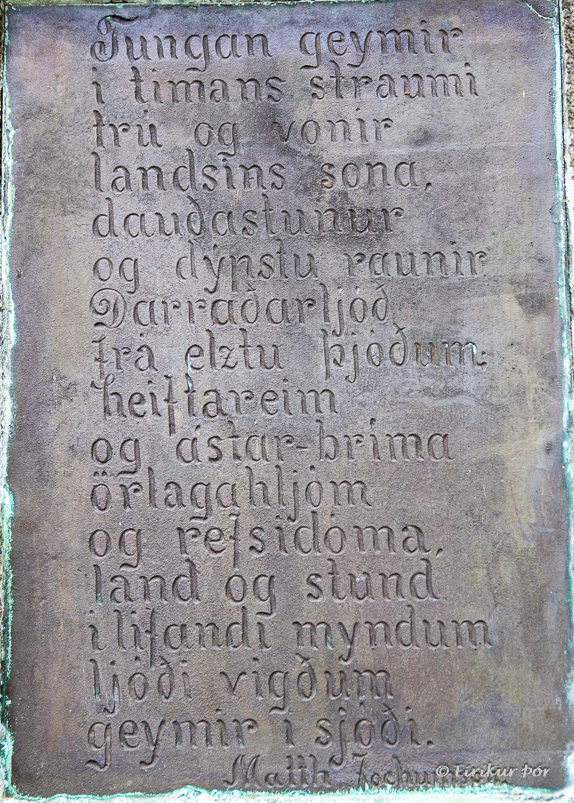 Tungan geymir
í tímans straumi
trú og vonir
landsins sona,
dauðastunur
og dýpstu raunir
Darraðarljóð
frá elztu þjóðum.
heiftareim
og ástar-bríma
örlagahljóm
og refsidóma,
land og stund
í lifandi myndum
ljóði vígðum
geymir í sjóði.
Matth. Jochumsson
© Eiríkur Þór